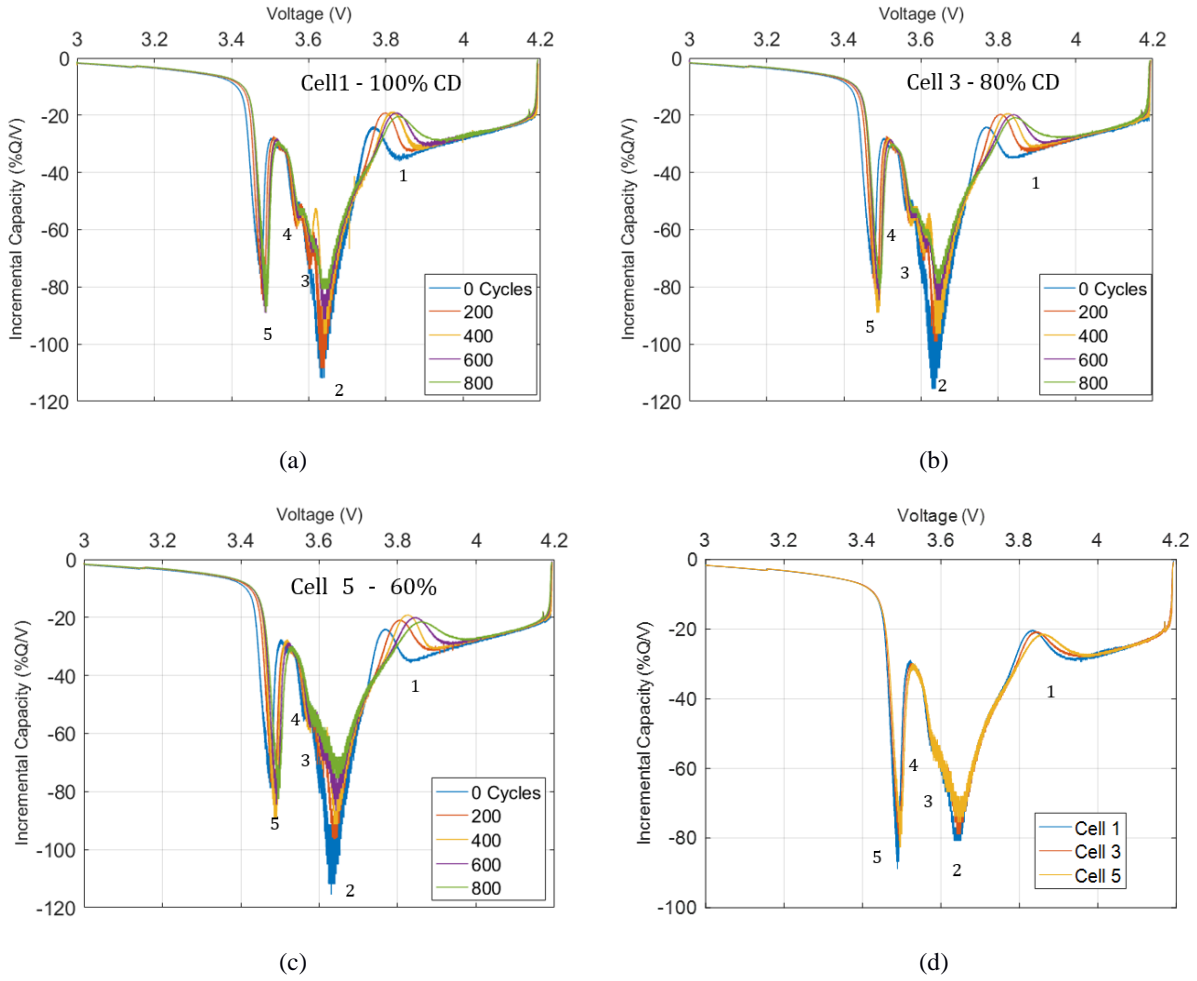 Voltage (V)
3 3.2 3.4 3.6 3.8 4 4.2
0
-20
-40
-60
-80
-100
-120
Incremental Capacity (%Q/V)
Cell1 - 100% CD
1
4
3
5
2
0 Cycles
200
400
600
800
(a)
Voltage (V)
3 3.2 3.4 3.6 3.8 4 4.2
0
-20
-40
-60
-80
-100
-120
Incremental Capacity (%Q/V)
Cell 3 - 80% CD
1
4
3
5
2
0 Cycles
200
400
600
800
(b)
Voltage (V)
3 3.2 3.4 3.6 3.8 4 4.2
0
-20
-40
-60
-80
-100
-120
Incremental Capacity (%Q/V)
Cell 5 - 60%
1
4
3
5
2
0 Cycles
200
400
600
800
(c)
Voltage (V)
3 3.2 3.4 3.6 3.8 4 4.2
0
-20
-40
-60
-80
-100
Incremental Capacity (%Q/V)
1
4
3
5
2
Cell 1
Cell 3
Cell 5
(d)